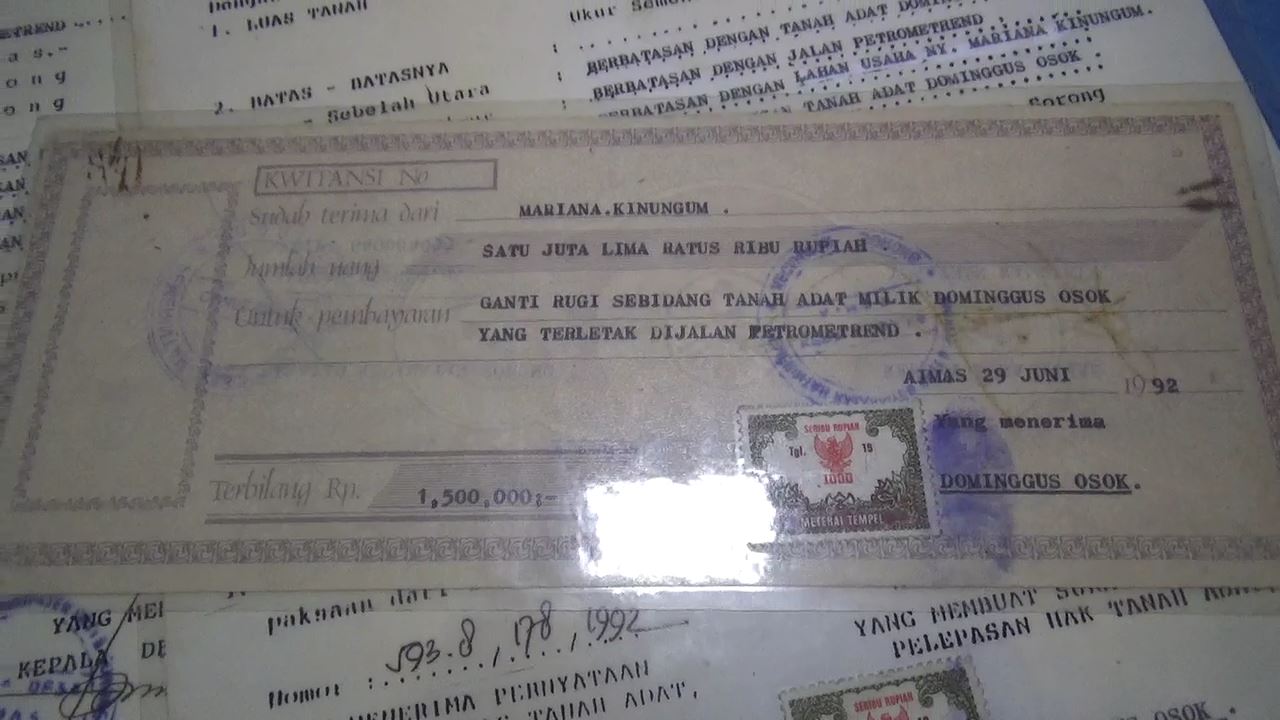 1. LUAS TANAH
Ukur Semen
: BERBATASAN DENGAN TANAH ADAT DOMIN
2. BATAS - BATASNYA
: BERBATASAN DENGAN JALAN PETROMETREND
- Sebelah Utara
: BERBATASAN DENGAN LAHAN USAHA NY. MARIANA KINUNGUM.
TANAH ADAT DOMINGGUS OSOK
Sorong
KWITANSI No
Sudah terima dari MARIANA.KINUNGUM .
Jumlah uang SATU JUTA LIMA RATUS RIBU RUPIAH
Untuk pembayaran GANTI RUGI SEBIDANG TANAH ADAT MILIK DOMINGGUS OSOK
YANG TERLETAK DIJALAN PETROMETREND .
AIMAS 29 JUNI 1992
Yang menerima
SERIBU RUPIAH
Tgl. 19
1000
METERAI TEMPEL
Terbilang Rp. 1,500,000;-
DOMINGGUS OSOK.
YANG
KEPALA
593.8, 178, 1992
Nomor :
MENERIMA PERNYATAAN
TANAH ADAT,
YANG MEMBUAT
PELEPASAN HAK TANAH
SERIBU RUPIAH
OSOK .